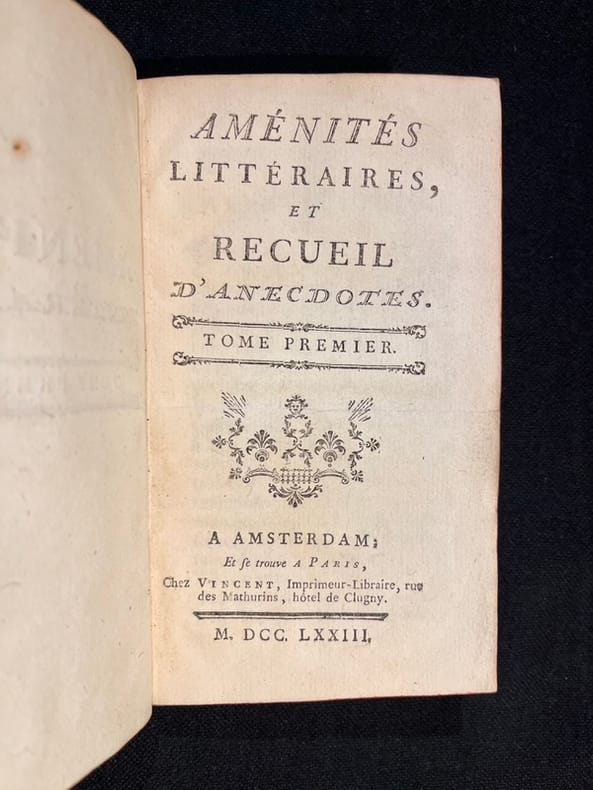 AMÉNITÉS
LITTÉRAIRES,
ET
RECUEIL
D'ANECDOTES.
TOME PREMIER.
A AMSTERDAM;
Et ſe trouve A PARIS,
Chez VINCENT, Imprimeur-Libraire, rue
des Mathurins, hôtel de Clugny.
M. DCC. LXXIII.